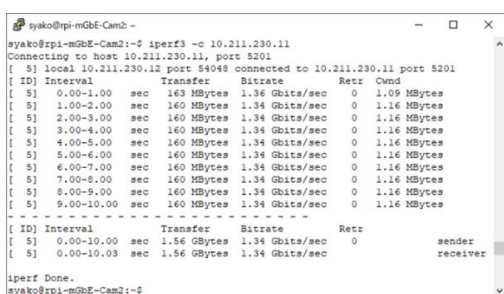 syako@rpi-mGbE-Cam2: ~
syako@rpi-mGbE-Cam2:~$ iperf3 -c 10.211.230.11
Connecting to host 10.211.230.11, port 5201
[  5] local 10.211.230.12 port 54048 connected to 10.211.230.11 port 5201
[ ID] Interval           Transfer     Bitrate         Retr  Cwnd
[  5]   0.00-1.00   sec   163 MBytes  1.36 Gbits/sec    0   1.09 MBytes
[  5]   1.00-2.00   sec   160 MBytes  1.34 Gbits/sec    0   1.16 MBytes
[  5]   2.00-3.00   sec   160 MBytes  1.34 Gbits/sec    0   1.16 MBytes
[  5]   3.00-4.00   sec   160 MBytes  1.34 Gbits/sec    0   1.16 MBytes
[  5]   4.00-5.00   sec   160 MBytes  1.34 Gbits/sec    0   1.16 MBytes
[  5]   5.00-6.00   sec   160 MBytes  1.34 Gbits/sec    0   1.16 MBytes
[  5]   6.00-7.00   sec   160 MBytes  1.34 Gbits/sec    0   1.16 MBytes
[  5]   7.00-8.00   sec   160 MBytes  1.34 Gbits/sec    0   1.16 MBytes
[  5]   8.00-9.00   sec   160 MBytes  1.34 Gbits/sec    0   1.16 MBytes
[  5]   9.00-10.00  sec   160 MBytes  1.34 Gbits/sec    0   1.16 MBytes
- - - - - - - - - - - - - - - - - - - - - - - - -
[ ID] Interval           Transfer     Bitrate         Retr
[  5]   0.00-10.00  sec  1.56 GBytes  1.34 Gbits/sec    0             sender
[  5]   0.00-10.03  sec  1.56 GBytes  1.34 Gbits/sec                  receiver
iperf Done.
syako@rpi-mGbE-Cam2:~$